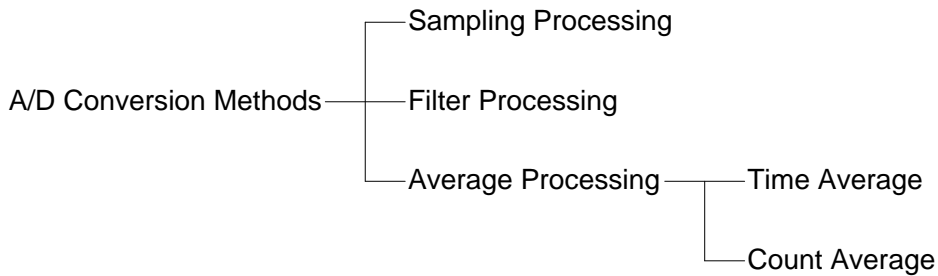 Sampling Processing
A/D Conversion Methods
Filter Processing
Average Processing
Time Average
Count Average